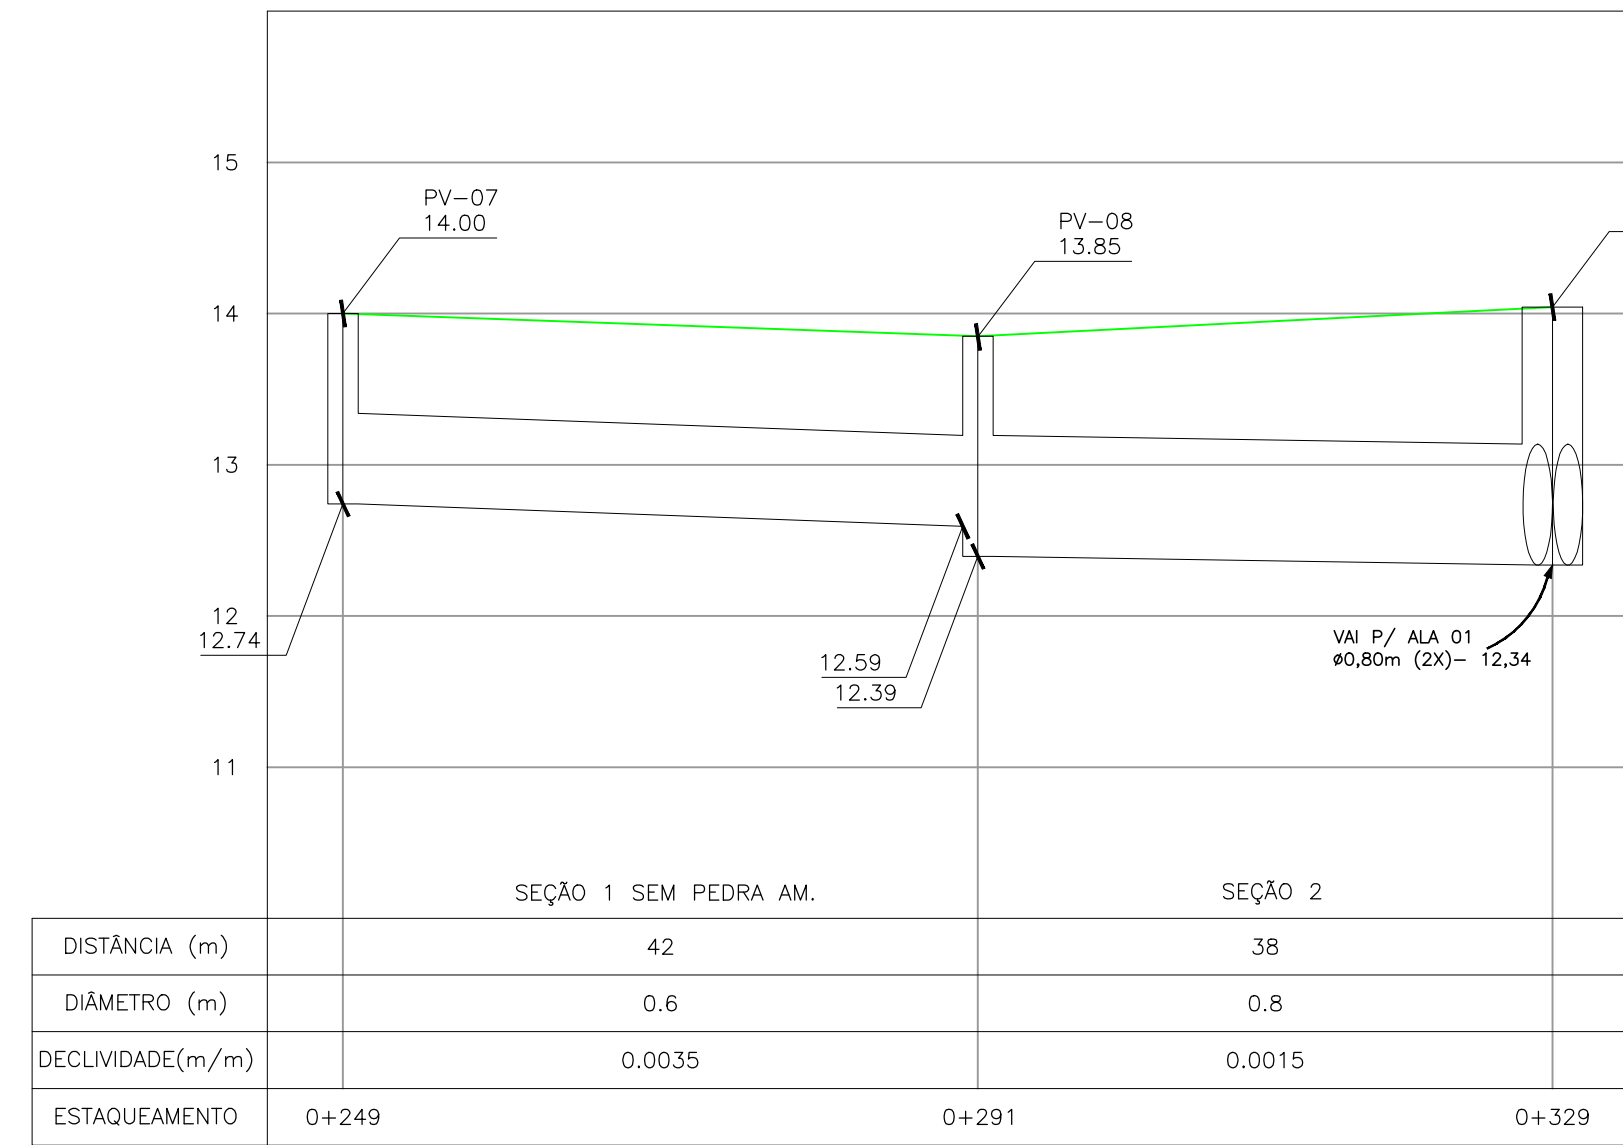 15
PV-07
14.00
PV-08
13.85
14
13
12
12.74
12.59
12.39
VAI P/ ALA 01
ø0,80m (2X)- 12,34
11
SEÇÃO 1 SEM PEDRA AM.
SEÇÃO 2
DISTÂNCIA (m) 42 38
DIÂMETRO (m) 0.6 0.8
DECLIVIDADE(m/m) 0.0035 0.0015
ESTAQUEAMENTO 0+249 0+291 0+329